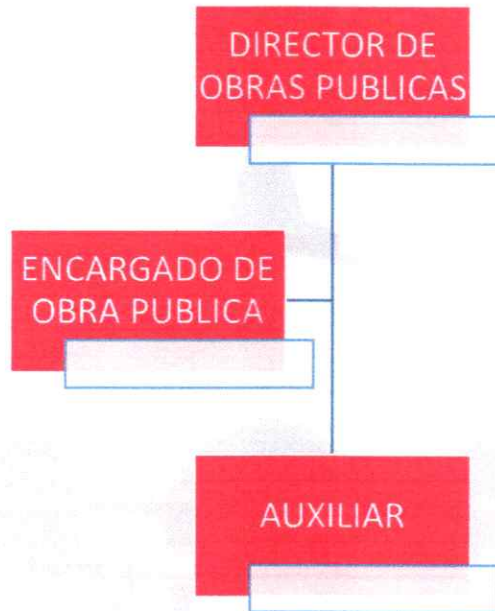 DIRECTOR DE
OBRAS PUBLICAS
ENCARGADO DE
OBRA PUBLICA
AUXILIAR